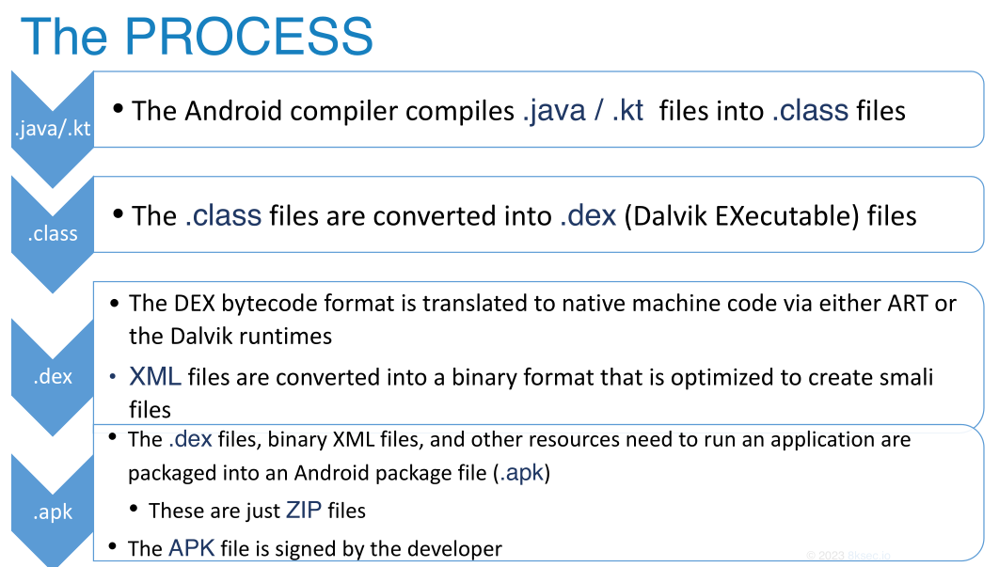 The PROCESS
.java/.kt
• The Android compiler compiles .java / .kt files into .class files
.class
• The .class files are converted into .dex (Dalvik EXecutable) files
.dex
• The DEX bytecode format is translated to native machine code via either ART or
the Dalvik runtimes
• XML files are converted into a binary format that is optimized to create smali
files
.apk
• The .dex files, binary XML files, and other resources need to run an application are
packaged into an Android package file (.apk)
• These are just ZIP files
• The APK file is signed by the developer